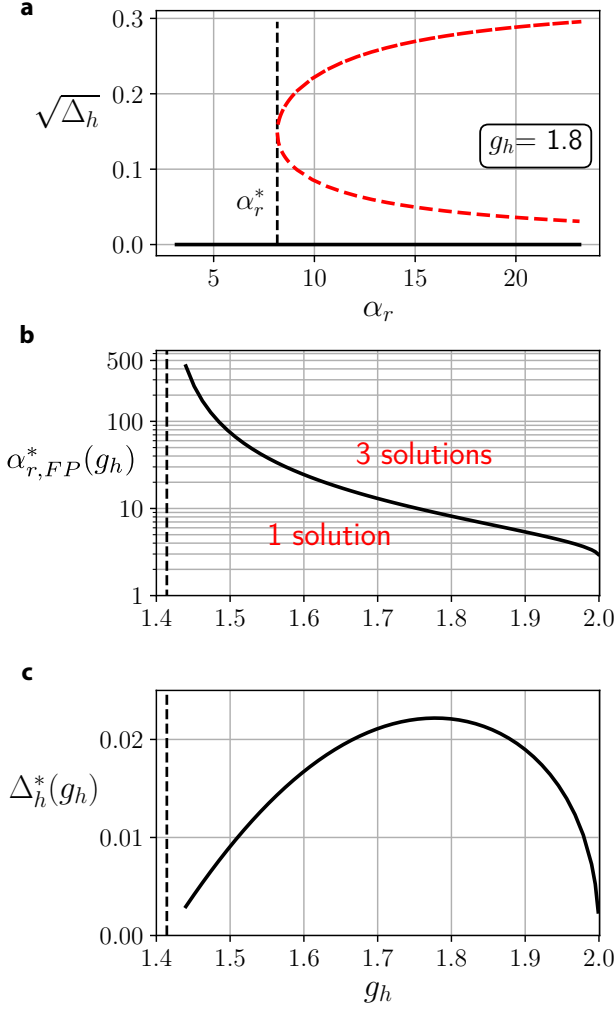 a
0.3
0.2
0.1
0.0
√Δ_h
g_h= 1.8
α_r^*
5 10 15 20
α_r
b
500
100
10
1
α_{r,FP}^*(g_h)
3 solutions
1 solution
1.4 1.5 1.6 1.7 1.8 1.9 2.0
c
0.02
0.01
0.00
Δ_h^*(g_h)
1.4 1.5 1.6 1.7 1.8 1.9 2.0
g_h